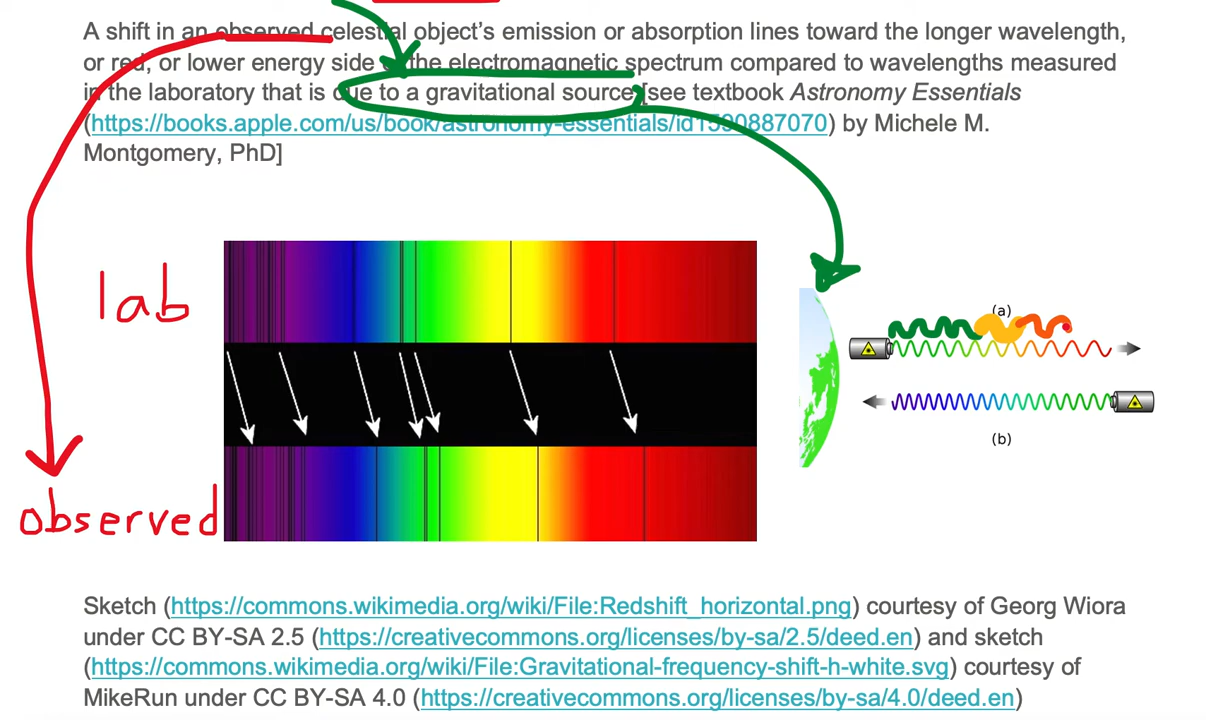 A shift in an observed celestial object's emission or absorption lines toward the longer wavelength,
or red, or lower energy side of the electromagnetic spectrum compared to wavelengths measured
in the laboratory that is due to a gravitational source [see textbook Astronomy Essentials
(https://books.apple.com/us/book/astronomy-essentials/id1590887070) by Michele M.
Montgomery, PhD]
lab
(a)
(b)
observed
Sketch (https://commons.wikimedia.org/wiki/File:Redshift_horizontal.png) courtesy of Georg Wiora
under CC BY-SA 2.5 (https://creativecommons.org/licenses/by-sa/2.5/deed.en) and sketch
(https://commons.wikimedia.org/wiki/File:Gravitational-frequency-shift-h-white.svg) courtesy of
MikeRun under CC BY-SA 4.0 (https://creativecommons.org/licenses/by-sa/4.0/deed.en)